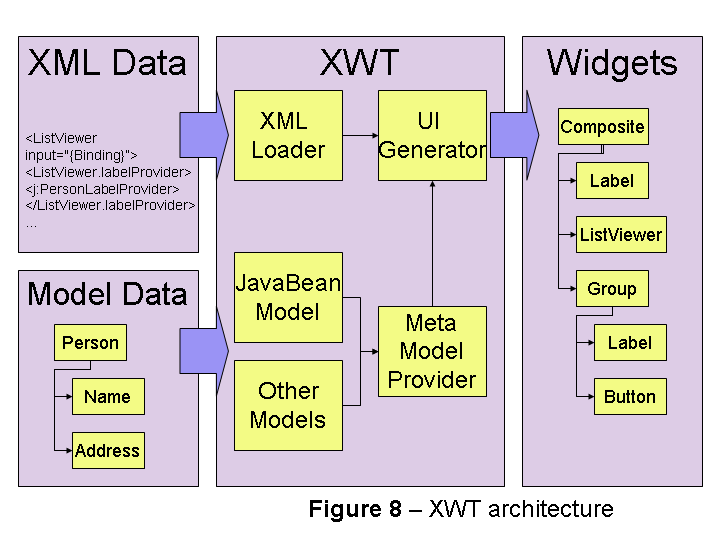 XML Data
<ListViewer
input="{Binding}">
<ListViewer.labelProvider>
<j:PersonLabelProvider>
</ListViewer.labelProvider>
...
Model Data
Person
Name
Address
XWT
XML
Loader
UI
Generator
JavaBean
Model
Other
Models
Meta
Model
Provider
Widgets
Composite
Label
ListViewer
Group
Label
Button
Figure 8 – XWT architecture